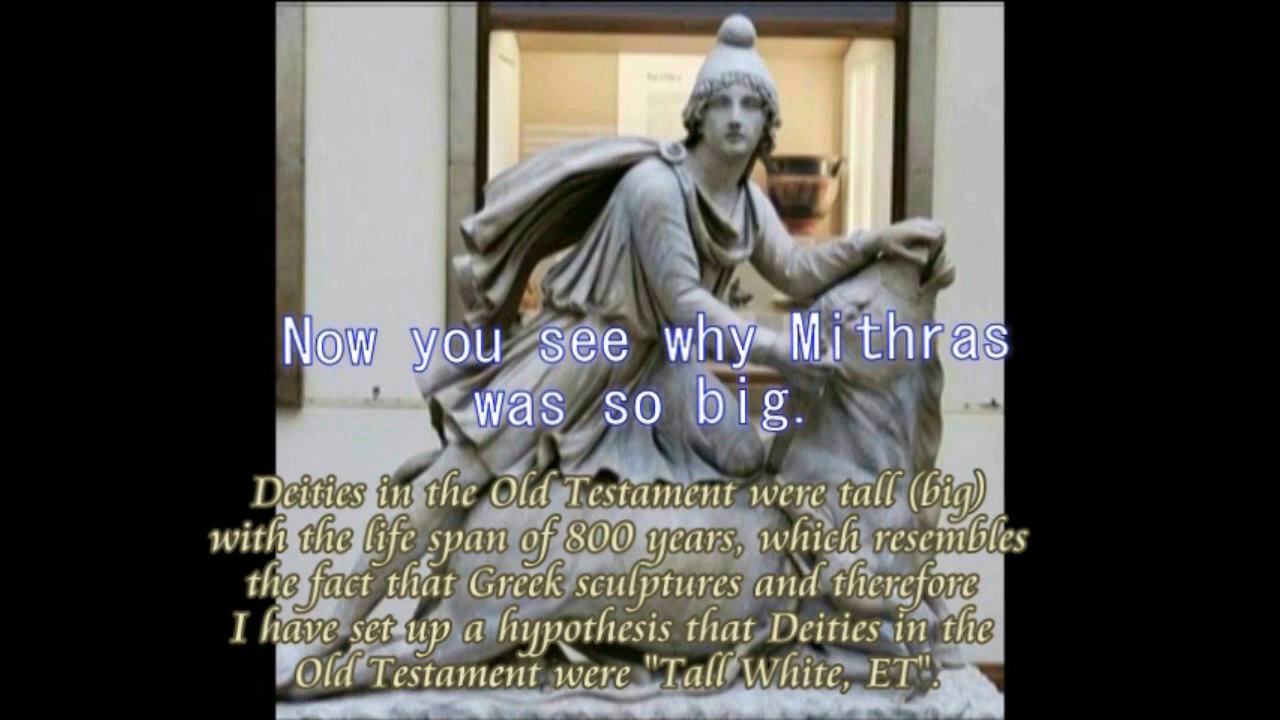 Now you see why Mithras
was so big.
Deities in the Old Testament were tall (big)
with the life span of 800 years, which resembles
the fact that Greek sculptures and therefore
I have set up a hypothesis that Deities in the
Old Testament were "Tall White, ET".